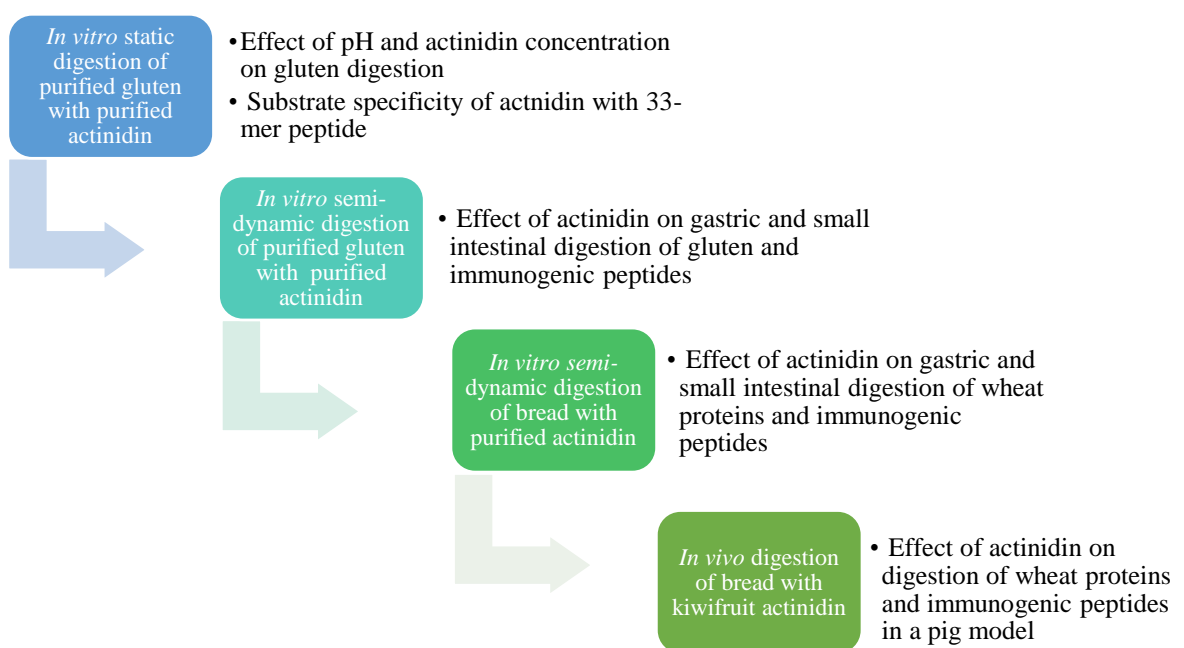 In vitro static
digestion of
purified gluten
with purified
actinidin
•Effect of pH and actinidin concentration
on gluten digestion
• Substrate specificity of actnidin with 33-
mer peptide
In vitro semi-
dynamic digestion
of purified gluten
with purified
actinidin
• Effect of actinidin on gastric and small
intestinal digestion of gluten and
immunogenic peptides
In vitro semi-
dynamic digestion
of bread with
purified actinidin
• Effect of actinidin on gastric and
small intestinal digestion of wheat
proteins and immunogenic
peptides
In vivo digestion
of bread with
kiwifruit actinidin
• Effect of actinidin on
digestion of wheat proteins
and immunogenic peptides
in a pig model